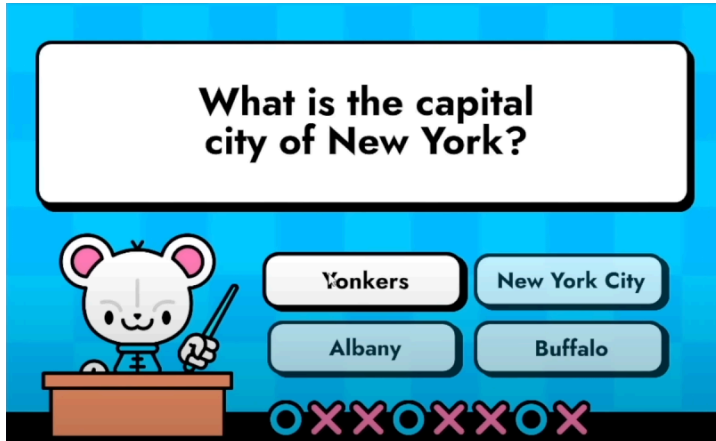 What is the capital
city of New York?
Yonkers
New York City
Albany
Buffalo